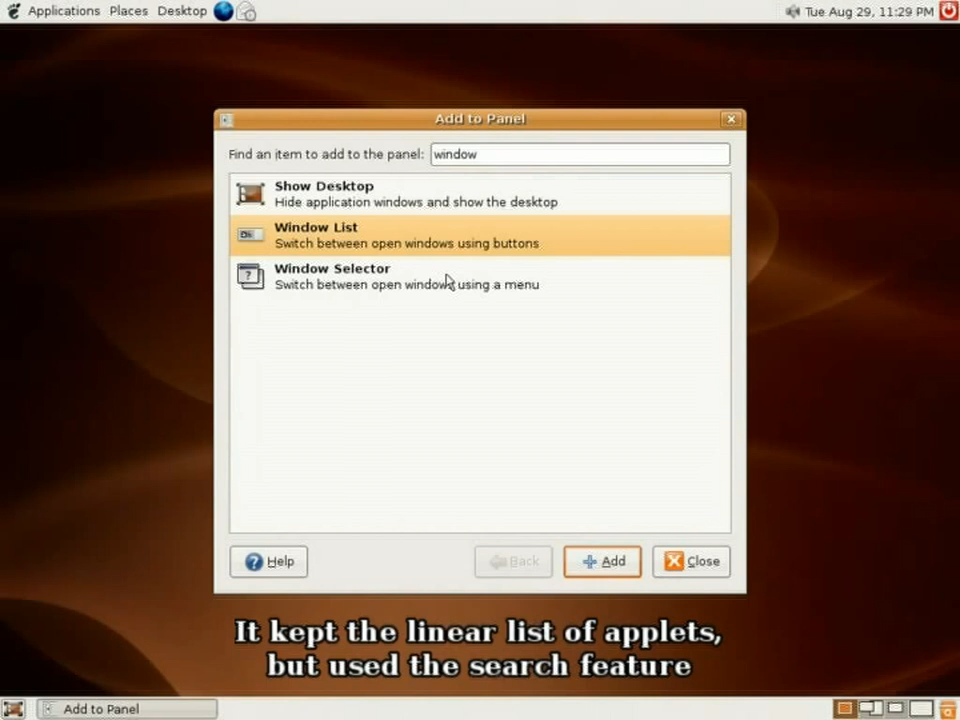 Applications Places Desktop
Tue Aug 29, 11:29 PM
Add to Panel
Find an item to add to the panel: window
Show Desktop
Hide application windows and show the desktop
Window List
Switch between open windows using buttons
Window Selector
Switch between open windows using a menu
Help
Back
Add
Close
It kept the linear list of applets,
but used the search feature
Add to Panel